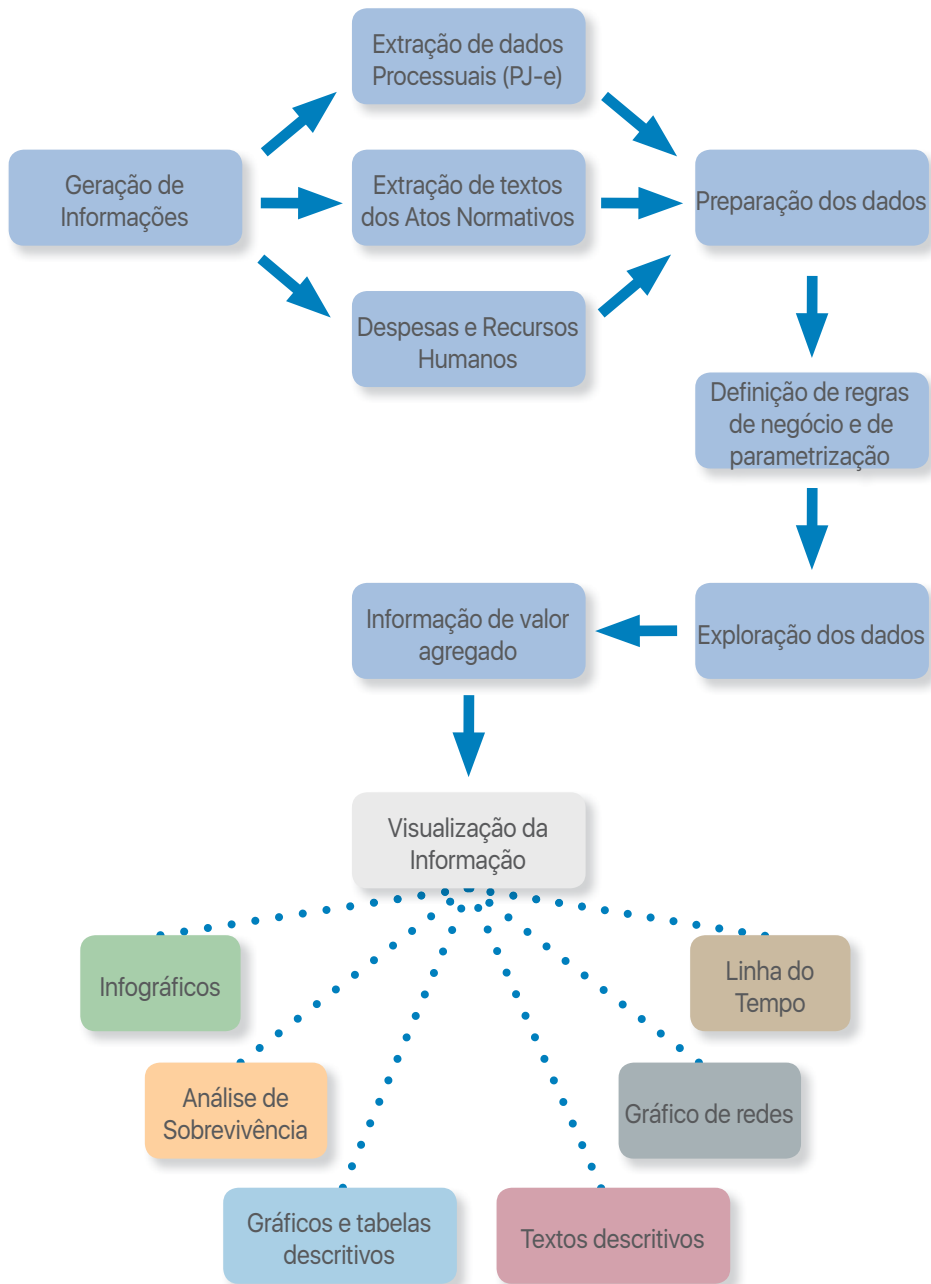 Extração de dados
Processuais (PJ-e)
Geração de
Informações
Extração de textos
dos Atos Normativos
Preparação dos dados
Despesas e Recursos
Humanos
Definição de regras
de negócio e de
parametrização
Informação de valor
agregado
Exploração dos dados
Visualização da
Informação
Infográficos
Linha do
Tempo
Análise de
Sobrevivência
Gráfico de redes
Gráficos e tabelas
descritivos
Textos descritivos